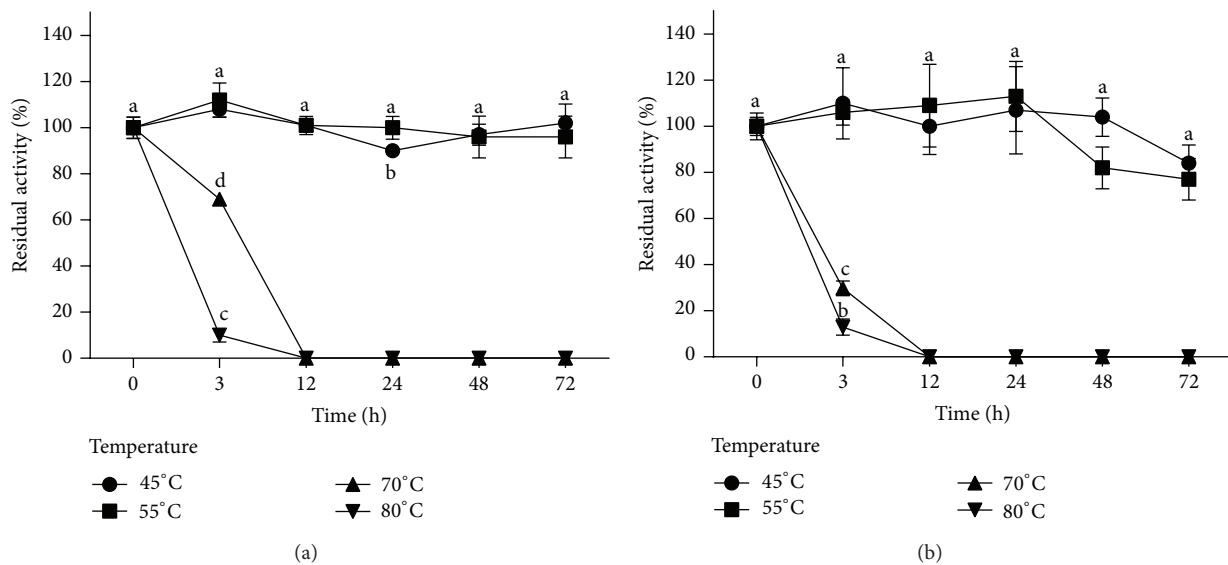 Residual activity (%)
140
120
100
80
60
40
20
0
a
a
a
a
a
a
b
d
c
0 3 12 24 48 72
Time (h)
Temperature
45°C 70°C
55°C 80°C
(a)
Residual activity (%)
140
120
100
80
60
40
20
0
a
a
a
a
a
a
c
b
0 3 12 24 48 72
Time (h)
Temperature
45°C 70°C
55°C 80°C
(b)